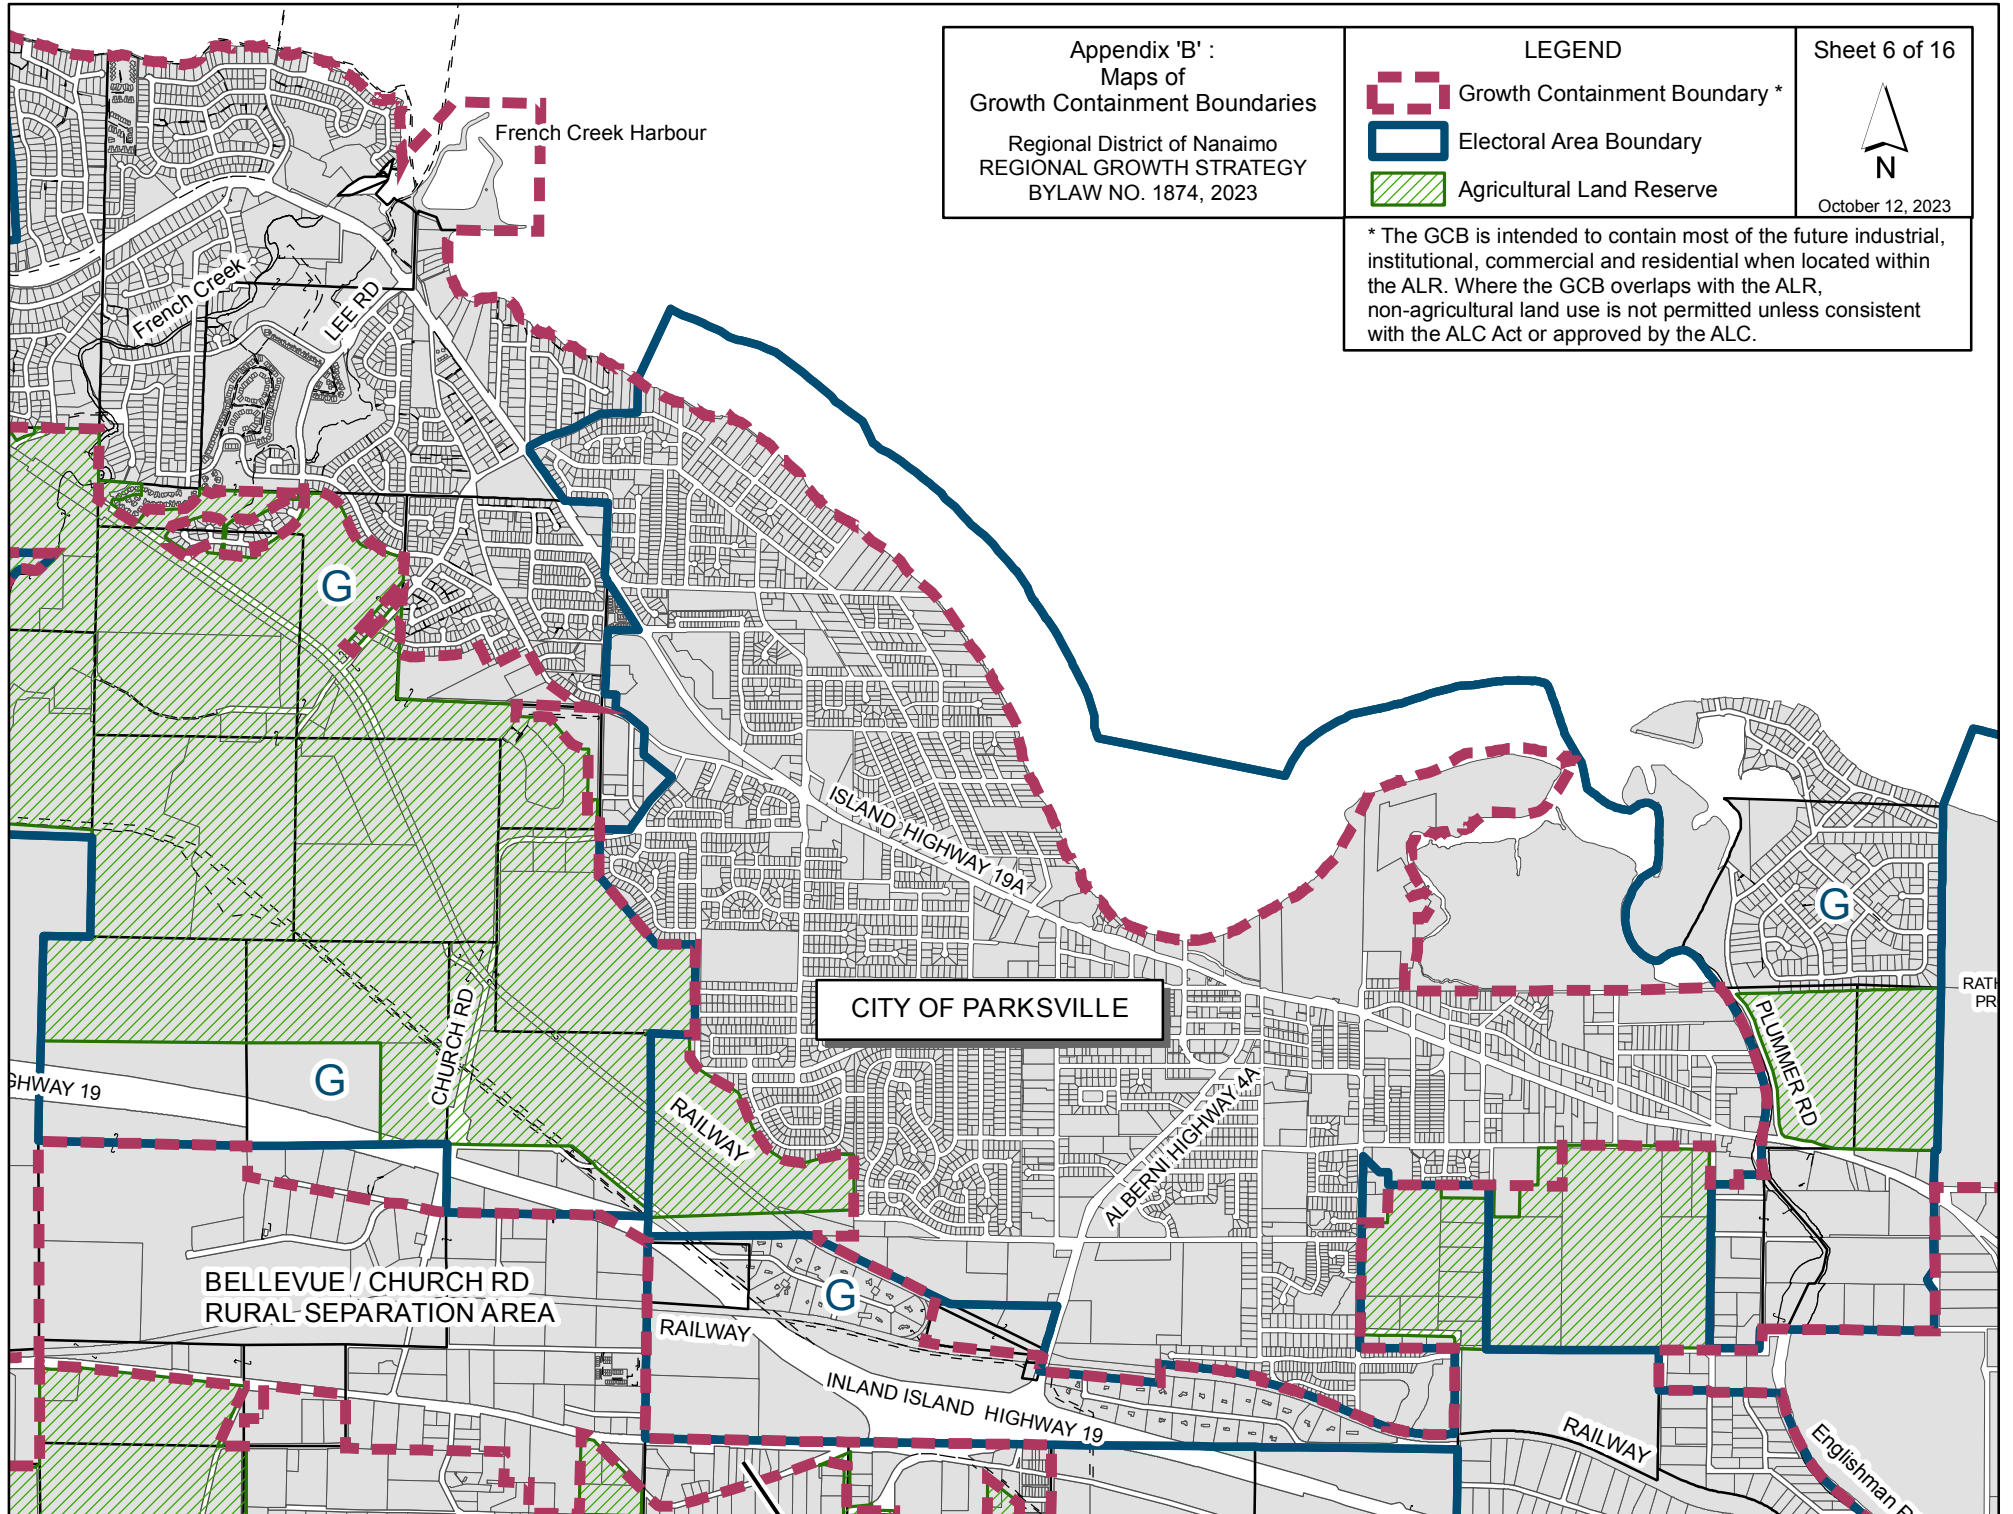 Appendix 'B' :
Maps of
Growth Containment Boundaries
Regional District of Nanaimo
REGIONAL GROWTH STRATEGY
BYLAW NO. 1874, 2023
LEGEND
Growth Containment Boundary *
Electoral Area Boundary
Agricultural Land Reserve
Sheet 6 of 16
N
October 12, 2023
* The GCB is intended to contain most of the future industrial,
institutional, commercial and residential when located within
the ALR. Where the GCB overlaps with the ALR,
non-agricultural land use is not permitted unless consistent
with the ALC Act or approved by the ALC.
French Creek Harbour
French Creek
LEE RD
G
ISLAND HIGHWAY 19A
G
CITY OF PARKSVILLE
RATH
PR
PLUMMER RD
CHURCH RD
G
GHWAY 19
RAILWAY
ALBERNI HIGHWAY 4A
BELLEVUE / CHURCH RD
RURAL SEPARATION AREA
G
RAILWAY
INLAND ISLAND HIGHWAY 19
RAILWAY
Englishman R